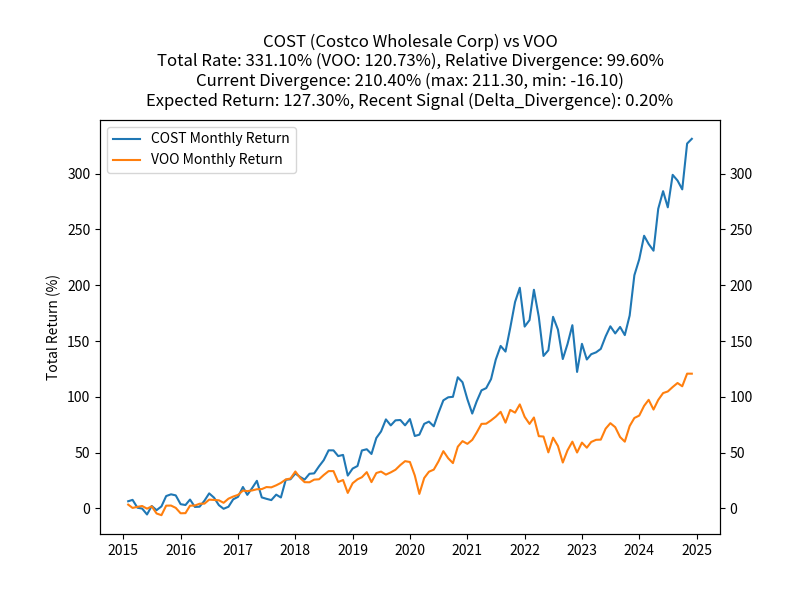 COST (Costco Wholesale Corp) vs VOO
Total Rate: 331.10% (VOO: 120.73%), Relative Divergence: 99.60%
Current Divergence: 210.40% (max: 211.30, min: -16.10)
Expected Return: 127.30%, Recent Signal (Delta_Divergence): 0.20%
COST Monthly Return
VOO Monthly Return
Total Return (%)
300 300
250 250
200 200
150 150
100 100
50 50
0 0
2015 2016 2017 2018 2019 2020 2021 2022 2023 2024 2025